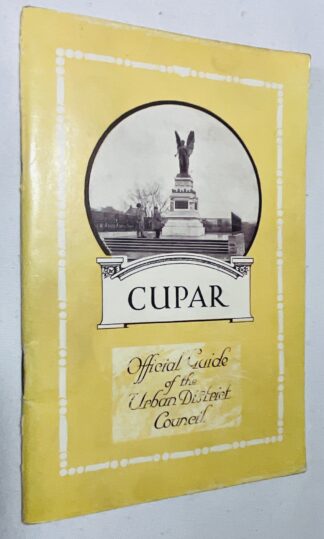 CUPAR
Official Guide
of the
Urban District
Council.